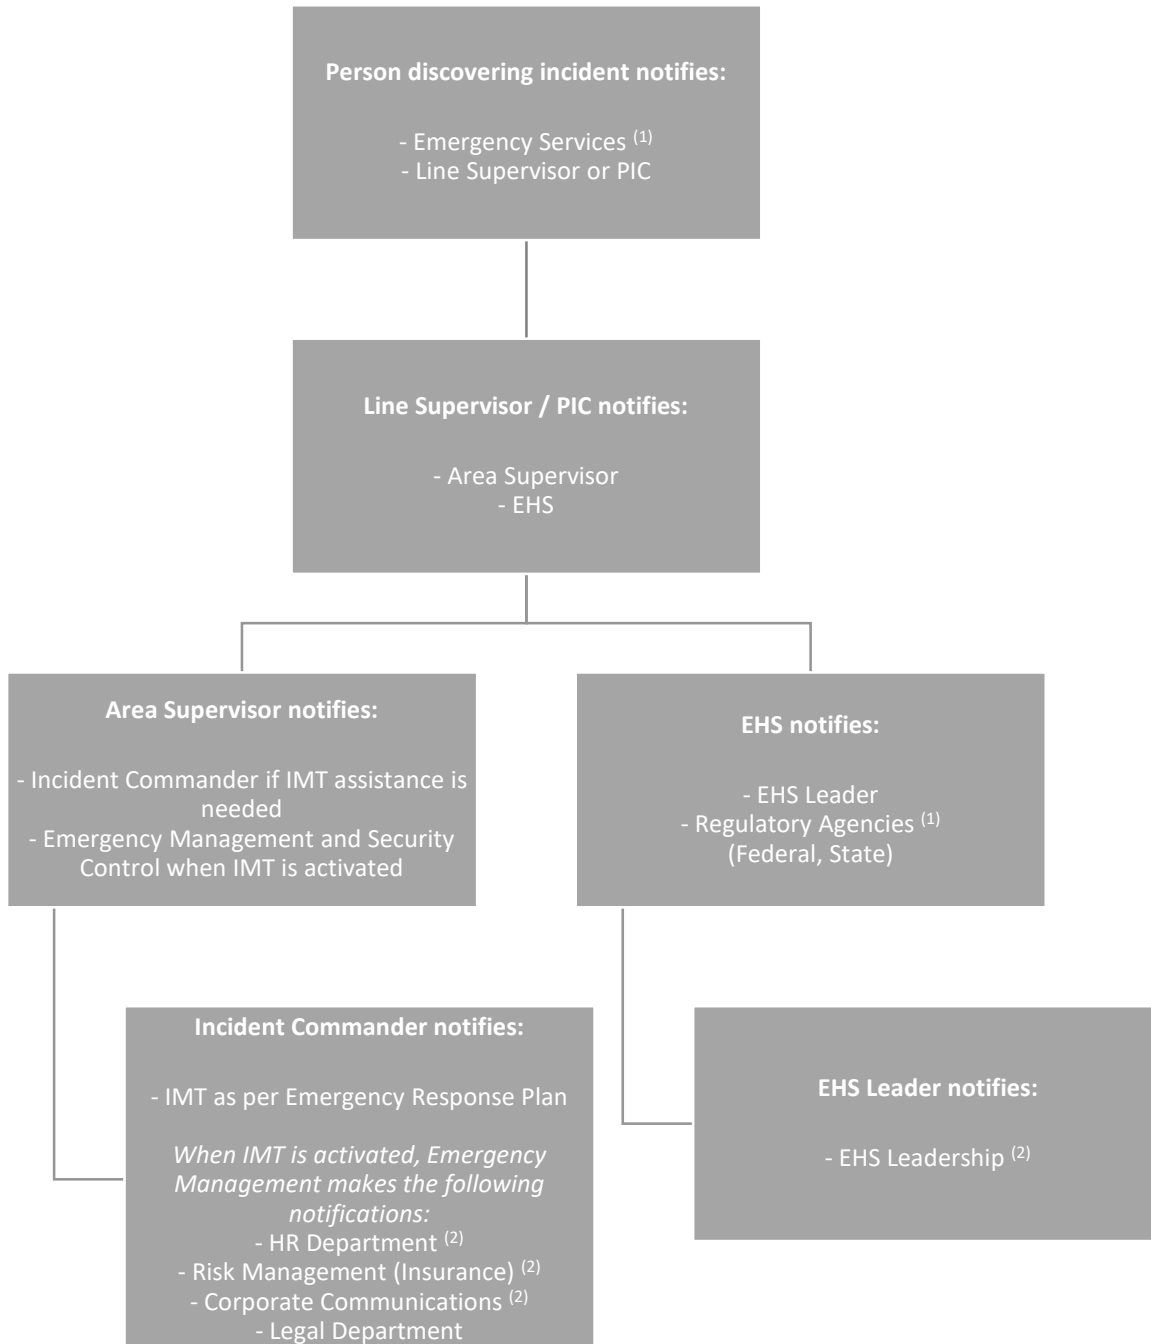 Person discovering incident notifies:
- Emergency Services (1)
- Line Supervisor or PIC
Line Supervisor / PIC notifies:
- Area Supervisor
- EHS
Area Supervisor notifies:
- Incident Commander if IMT assistance is
needed
- Emergency Management and Security
Control when IMT is activated
EHS notifies:
- EHS Leader
- Regulatory Agencies (1)
(Federal, State)
Incident Commander notifies:
- IMT as per Emergency Response Plan
When IMT is activated, Emergency
Management makes the following
notifications:
- HR Department (2)
- Risk Management (Insurance) (2)
- Corporate Communications (2)
- Legal Department
EHS Leader notifies:
- EHS Leadership (2)